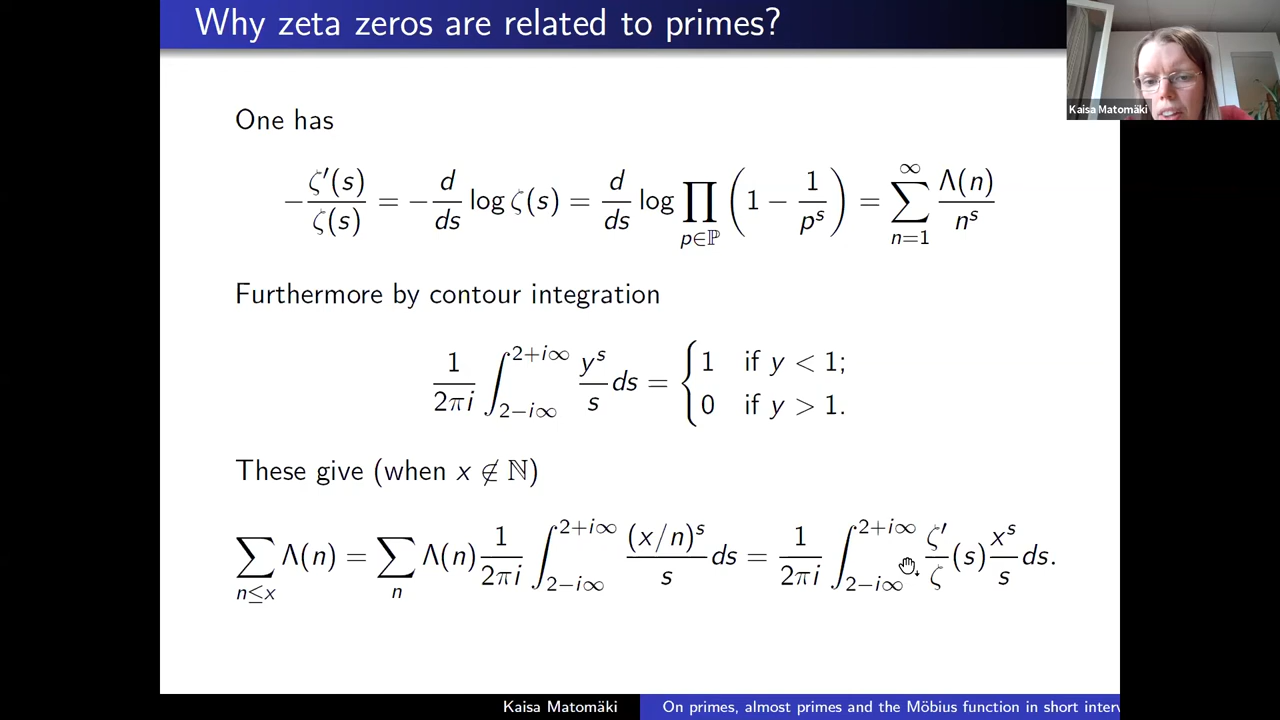 Why zeta zeros are related to primes?
Kaisa Matomäki
One has
−ζ′(s)/ζ(s) = −d/ds log ζ(s) = d/ds log ∏_{p∈ℙ} (1 − 1/p^s) = ∑_{n=1}^{∞} Λ(n)/n^s
Furthermore by contour integration
1/2πi ∫_{2−i∞}^{2+i∞} y^s/s ds = { 1 if y < 1; 0 if y > 1.
These give (when x ∉ ℕ)
∑_{n≤x} Λ(n) = ∑_n Λ(n) 1/2πi ∫_{2−i∞}^{2+i∞} (x/n)^s/s ds = 1/2πi ∫_{2−i∞}^{2+i∞} ζ′/ζ (s) x^s/s ds.
Kaisa Matomäki
On primes, almost primes and the Möbius function in short interv